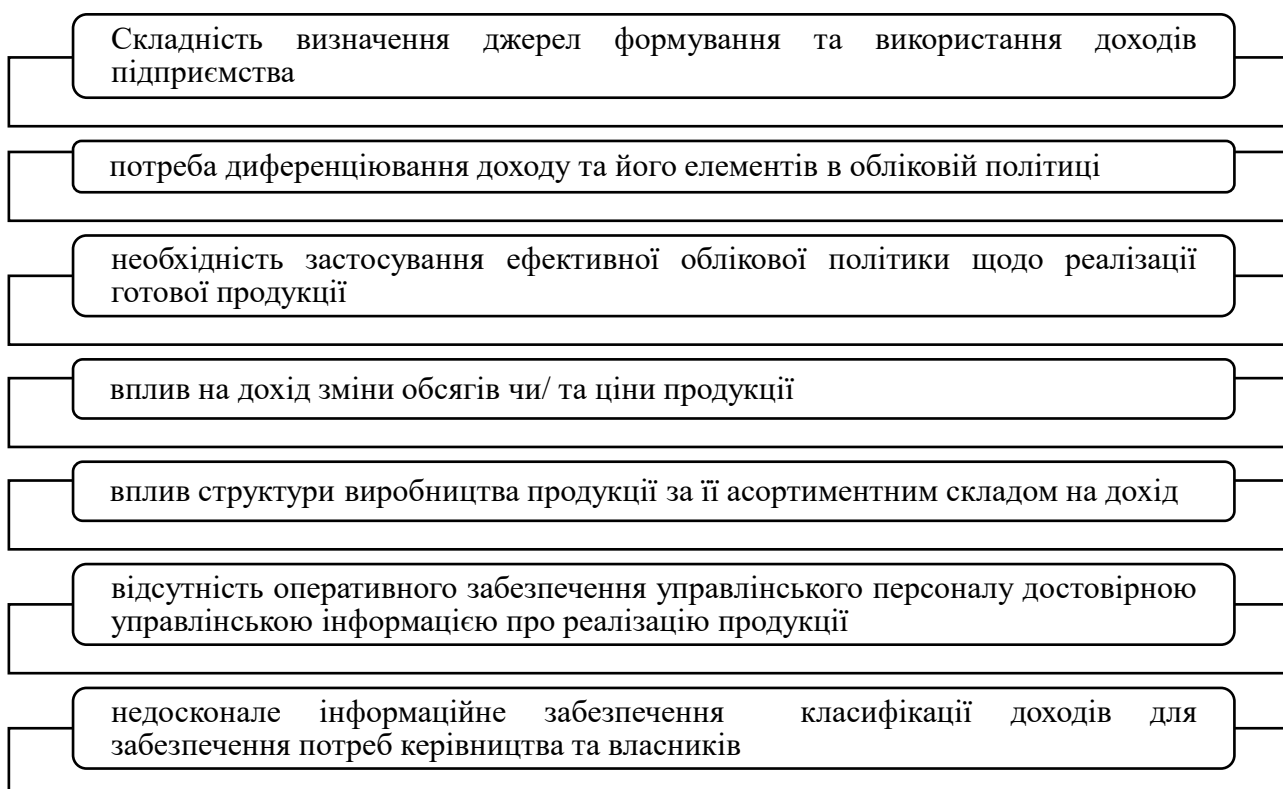 Складність визначення джерел формування та використання доходів
підприємства
потреба диференціювання доходу та його елементів в обліковій політиці
необхідність застосування ефективної облікової політики щодо реалізації
готової продукції
вплив на дохід зміни обсягів чи/ та ціни продукції
вплив структури виробництва продукції за її асортиментним складом на дохід
відсутність оперативного забезпечення управлінського персоналу достовірною
управлінською інформацією про реалізацію продукції
недосконале інформаційне забезпечення класифікації доходів для
забезпечення потреб керівництва та власників